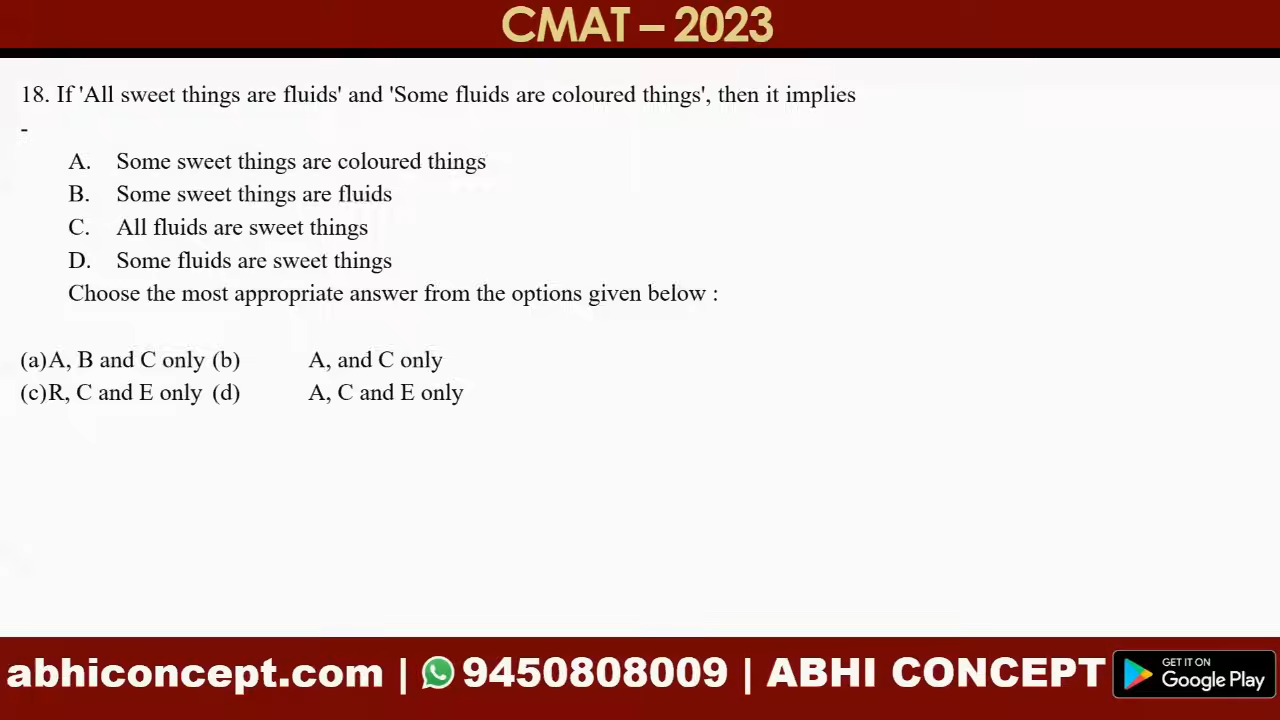 CMAT – 2023
18. If 'All sweet things are fluids' and 'Some fluids are coloured things', then it implies
-
A. Some sweet things are coloured things
B. Some sweet things are fluids
C. All fluids are sweet things
D. Some fluids are sweet things
Choose the most appropriate answer from the options given below :
(a)A, B and C only (b) A, and C only
(c)R, C and E only (d) A, C and E only
abhiconcept.com | 9450808009 | ABHI CONCEPT GET IT ON Google Play